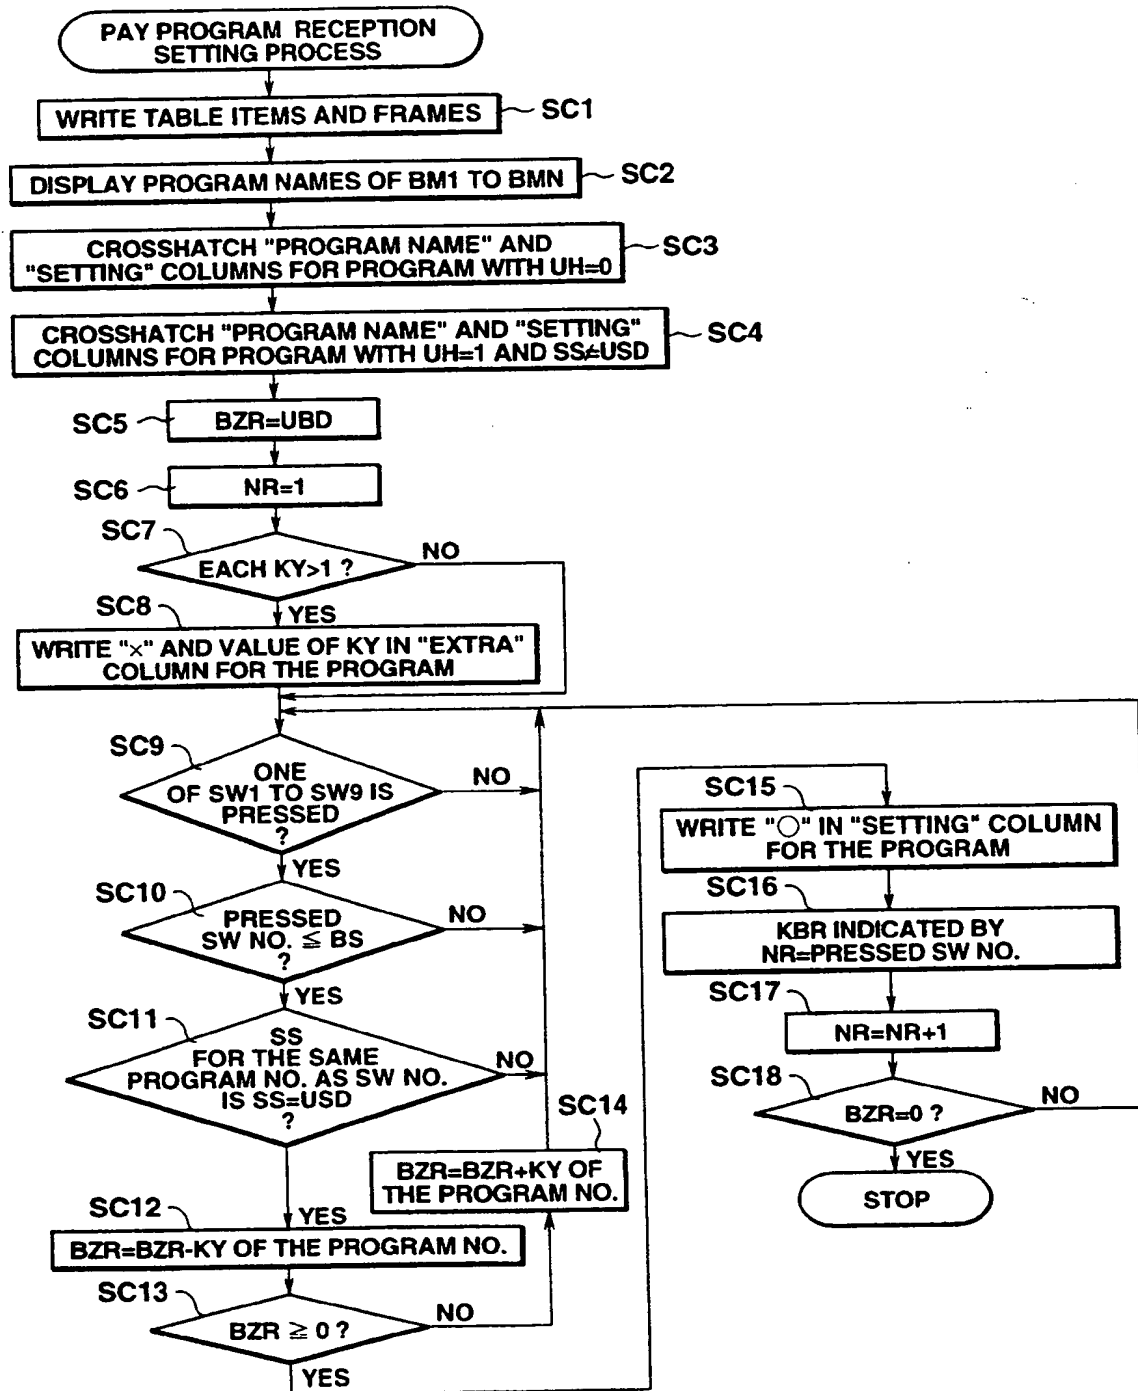 PAY PROGRAM RECEPTION
SETTING PROCESS
WRITE TABLE ITEMS AND FRAMES
SC1
DISPLAY PROGRAM NAMES OF BM1 TO BMN
SC2
CROSSHATCH "PROGRAM NAME" AND
"SETTING" COLUMNS FOR PROGRAM WITH UH=0
SC3
CROSSHATCH "PROGRAM NAME" AND "SETTING"
COLUMNS FOR PROGRAM WITH UH=1 AND SS≠USD
SC4
SC5
BZR=UBD
SC6
NR=1
SC7
EACH KY>1 ?
NO
YES
SC8
WRITE "×" AND VALUE OF KY IN "EXTRA"
COLUMN FOR THE PROGRAM
SC9
ONE
OF SW1 TO SW9 IS
PRESSED
?
NO
YES
SC10
PRESSED
SW NO. ≦ BS
?
NO
YES
SC11
SS
FOR THE SAME
PROGRAM NO. AS SW NO.
IS SS=USD
?
NO
YES
SC12
BZR=BZR-KY OF THE PROGRAM NO.
SC13
BZR ≧ 0 ?
NO
YES
SC14
BZR=BZR+KY OF
THE PROGRAM NO.
SC15
WRITE "○" IN "SETTING" COLUMN
FOR THE PROGRAM
SC16
KBR INDICATED BY
NR=PRESSED SW NO.
SC17
NR=NR+1
SC18
BZR=0 ?
NO
YES
STOP